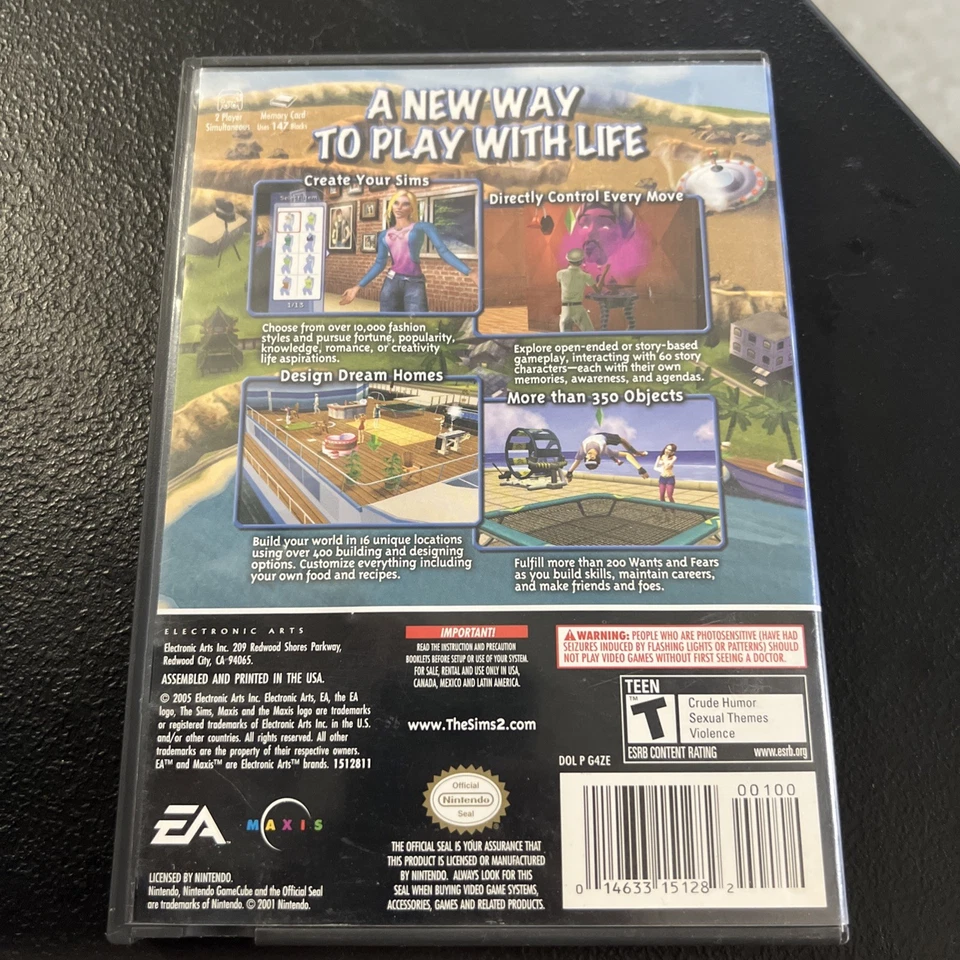 2 Player
Simultaneous
Memory Card
Uses 147 Blocks
A NEW WAY
TO PLAY WITH LIFE
Create Your Sims
1/15
Choose from over 10,000 fashion
styles and pursue fortune, popularity,
knowledge, romance, or creativity
life aspirations.
Directly Control Every Move
Explore open-ended or story-based
gameplay, interacting with 60 story
characters—each with their own
memories, awareness, and agendas.
Design Dream Homes
Build your world in 16 unique locations
using over 400 building and designing
options. Customize everything including
your own food and recipes.
More than 350 Objects
Fulfill more than 200 Wants and Fears
as you build skills, maintain careers,
and make friends and foes.
ELECTRONIC ARTS
Electronic Arts Inc. 209 Redwood Shores Parkway,
Redwood City, CA 94065.
ASSEMBLED AND PRINTED IN THE USA.
© 2005 Electronic Arts Inc. Electronic Arts, EA, the EA
logo, The Sims, Maxis and the Maxis logo are trademarks
or registered trademarks of Electronic Arts Inc. in the U.S.
and/or other countries. All rights reserved. All other
trademarks are the property of their respective owners.
EA™ and Maxis™ are Electronic Arts™ brands. 1512811
EA
MAXIS
LICENSED BY NINTENDO.
Nintendo, Nintendo GameCube and the Official Seal
are trademarks of Nintendo. © 2001 Nintendo.
IMPORTANT!
READ THE INSTRUCTION AND PRECAUTION
BOOKLETS BEFORE SETUP OR USE OF YOUR SYSTEM.
FOR SALE, RENTAL AND USE ONLY IN USA,
CANADA, MEXICO AND LATIN AMERICA.
www.TheSims2.com
Official
Nintendo
Seal
THE OFFICIAL SEAL IS YOUR ASSURANCE THAT
THIS PRODUCT IS LICENSED OR MANUFACTURED
BY NINTENDO. ALWAYS LOOK FOR THIS
SEAL WHEN BUYING VIDEO GAME SYSTEMS,
ACCESSORIES, GAMES AND RELATED PRODUCTS.
WARNING: PEOPLE WHO ARE PHOTOSENSITIVE (HAVE HAD
SEIZURES INDUCED BY FLASHING LIGHTS OR PATTERNS) SHOULD
NOT PLAY VIDEO GAMES WITHOUT FIRST SEEING A DOCTOR.
TEEN
T
™
Crude Humor
Sexual Themes
Violence
ESRB CONTENT RATING www.esrb.org
DOL P G4ZE
00100
0 14633 15128 2